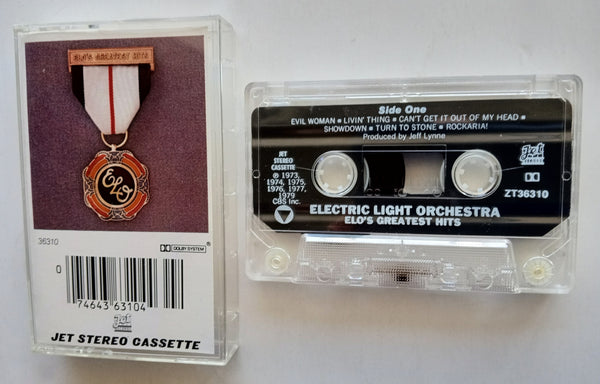 ELO'S GREATEST HITS
ELO
36310
DOLBY SYSTEM®
0
74643 63104
Jet
JET STEREO CASSETTE
Side One
EVIL WOMAN ■ LIVIN' THING ■ CAN'T GET IT OUT OF MY HEAD ■
SHOWDOWN ■ TURN TO STONE ■ ROCKARIA!
Produced by Jeff Lynne
JET
STEREO
CASSETTE
℗ 1973,
1974, 1975,
1976, 1977,
1979
CBS Inc.
Jet
ZT36310
ELECTRIC LIGHT ORCHESTRA
ELO'S GREATEST HITS